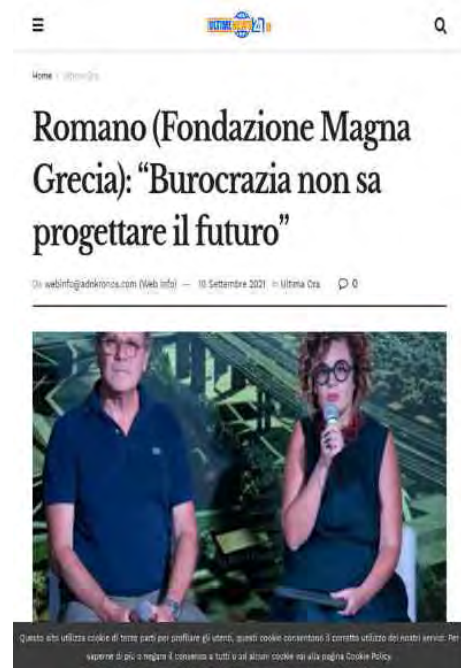 Home
Romano (Fondazione Magna
Grecia): “Burocrazia non sa
progettare il futuro”
Da webinfo@adnkronos.com (Web Info) — 10 Settembre 2021 in Ultima Ora 0
Questo sito utilizza cookie di terze parti per profilare gli utenti, questi cookie consentono il corretto utilizzo dei nostri servizi. Per
saperne di più o negare il consenso a tutti o ad alcuni cookie vai alla pagina Cookie Policy